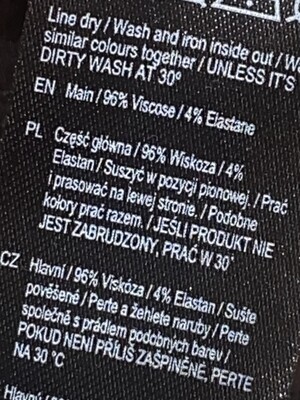 Line dry / Wash and iron inside out / W
similar colours together / UNLESS IT'S
DIRTY WASH AT 30º
EN Main / 96% Viscose / 4% Elastane
PL Część główna / 96% Wiskoza / 4%
Elastan / Suszyć w pozycji pionowej. / Prać
i prasować na lewej stronie. / Podobne
kolory prać razem. / JEŚLI PRODUKT NIE
JEST ZABRUDZONY, PRAĆ W 30˚
CZ Hlavní / 96% Viskóza / 4% Elastan / Sušte
pověšené / Perte a žehlete naruby / Perte
společně s prádlem podobných barev /
POKUD NENÍ PŘÍLIŠ ZAŠPINĚNÉ, PERTE
NA 30 °C